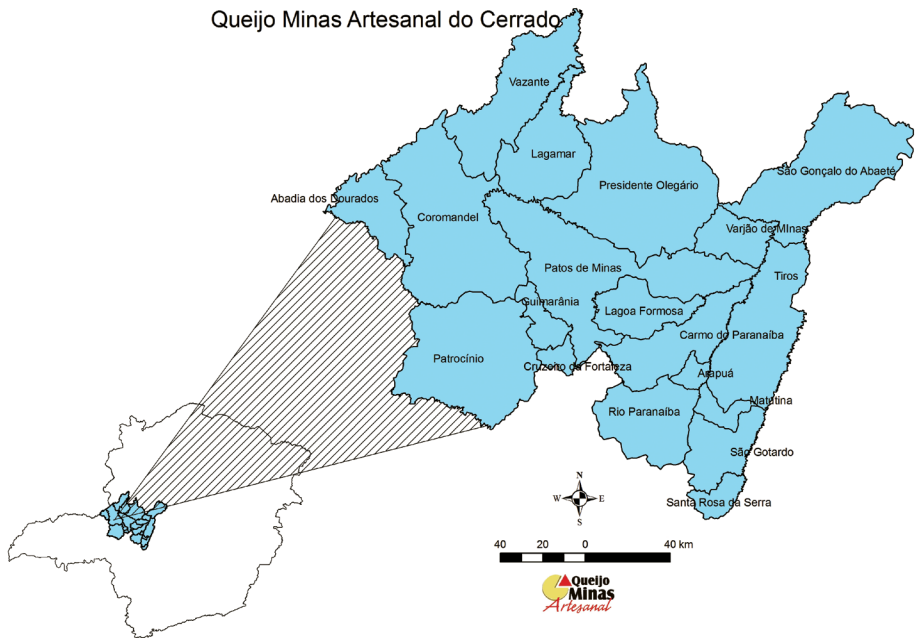 Queijo Minas Artesanal do Cerrado
Vazante
Lagamar
São Gonçalo do Abaeté
Presidente Olegário
Abadia dos Dourados
Coromandel
Varjão de MInas
Patos de Minas
Tiros
Guimarânia
Lagoa Formosa
Carmo do Paranaíba
Patrocínio
Cruzeiro da Fortaleza
Arapuá
Matutina
Rio Paranaíba
São Gotardo
Santa Rosa da Serra
N
W E
S
40 20 0 40 km
Queijo
Minas
Artesanal